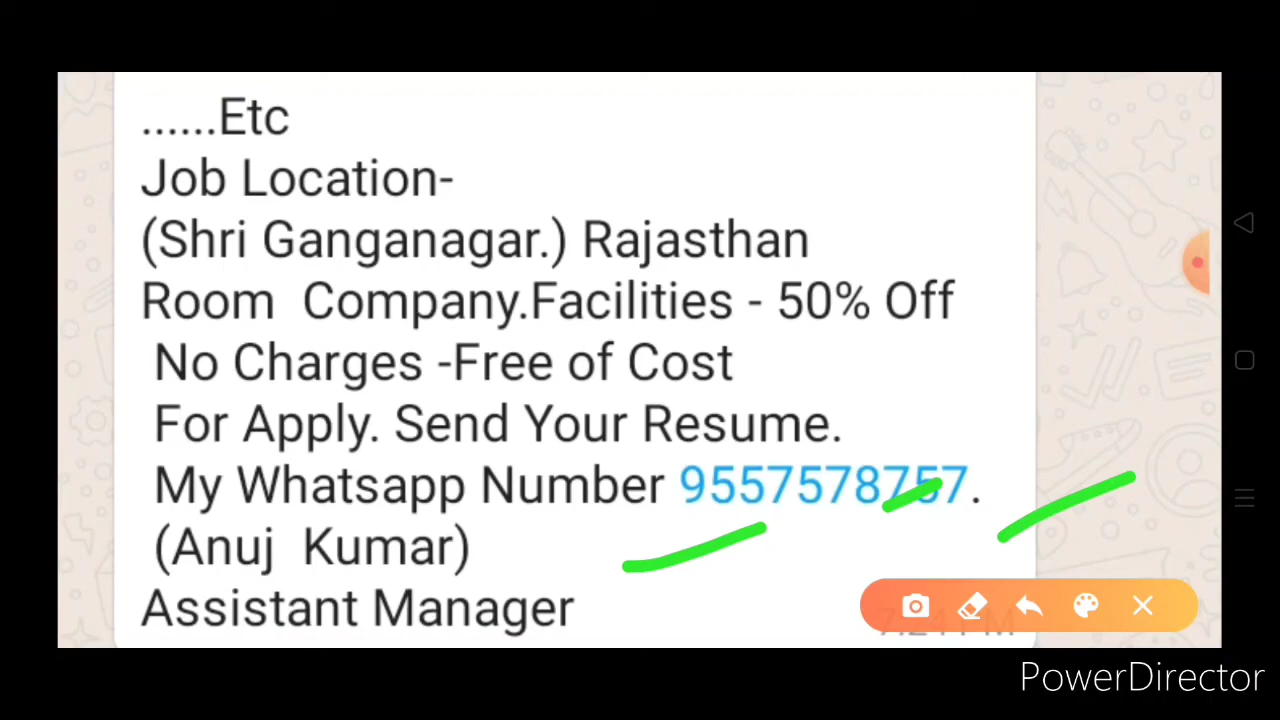 ......Etc
Job Location-
(Shri Ganganagar.) Rajasthan
Room Company.Facilities - 50% Off
No Charges -Free of Cost
For Apply. Send Your Resume.
My Whatsapp Number 9557578757.
(Anuj Kumar)
Assistant Manager
PowerDirector